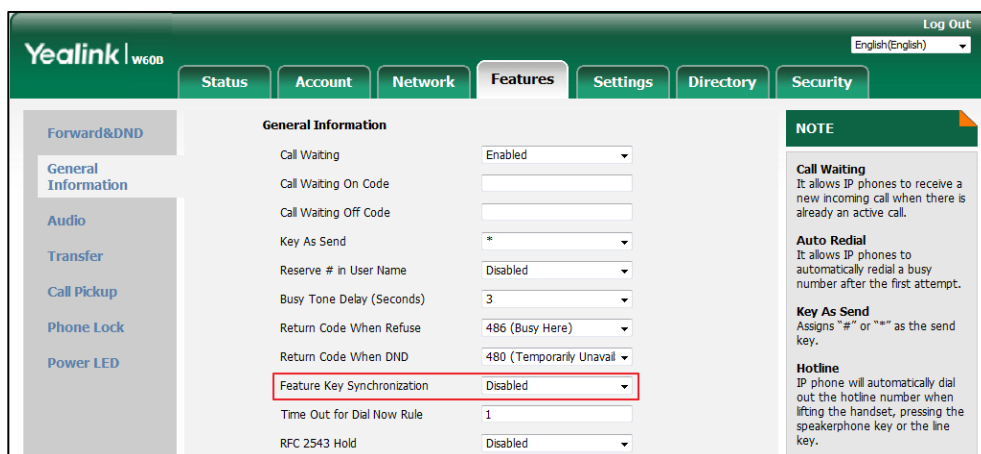 Log Out
Yealink | W60B
English(English)
Status Account Network Features Settings Directory Security
Forward&DND
General
Information
Audio
Transfer
Call Pickup
Phone Lock
Power LED
General Information
Call Waiting Enabled
Call Waiting On Code
Call Waiting Off Code
Key As Send *
Reserve # in User Name Disabled
Busy Tone Delay (Seconds) 3
Return Code When Refuse 486 (Busy Here)
Return Code When DND 480 (Temporarily Unavail
Feature Key Synchronization Disabled
Time Out for Dial Now Rule 1
RFC 2543 Hold Disabled
NOTE
Call Waiting
It allows IP phones to receive a
new incoming call when there is
already an active call.
Auto Redial
It allows IP phones to
automatically redial a busy
number after the first attempt.
Key As Send
Assigns "#" or "*" as the send
key.
Hotline
IP phone will automatically dial
out the hotline number when
lifting the handset, pressing the
speakerphone key or the line
key.